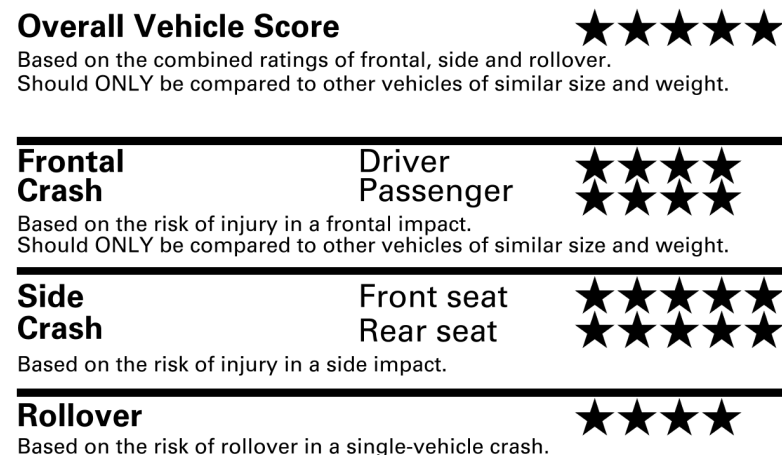 Overall Vehicle Score ★★★★★
Based on the combined ratings of frontal, side and rollover.
Should ONLY be compared to other vehicles of similar size and weight.
Frontal Driver ★★★★
Crash Passenger ★★★★
Based on the risk of injury in a frontal impact.
Should ONLY be compared to other vehicles of similar size and weight.
Side Front seat ★★★★★
Crash Rear seat ★★★★★
Based on the risk of injury in a side impact.
Rollover ★★★★
Based on the risk of rollover in a single-vehicle crash.